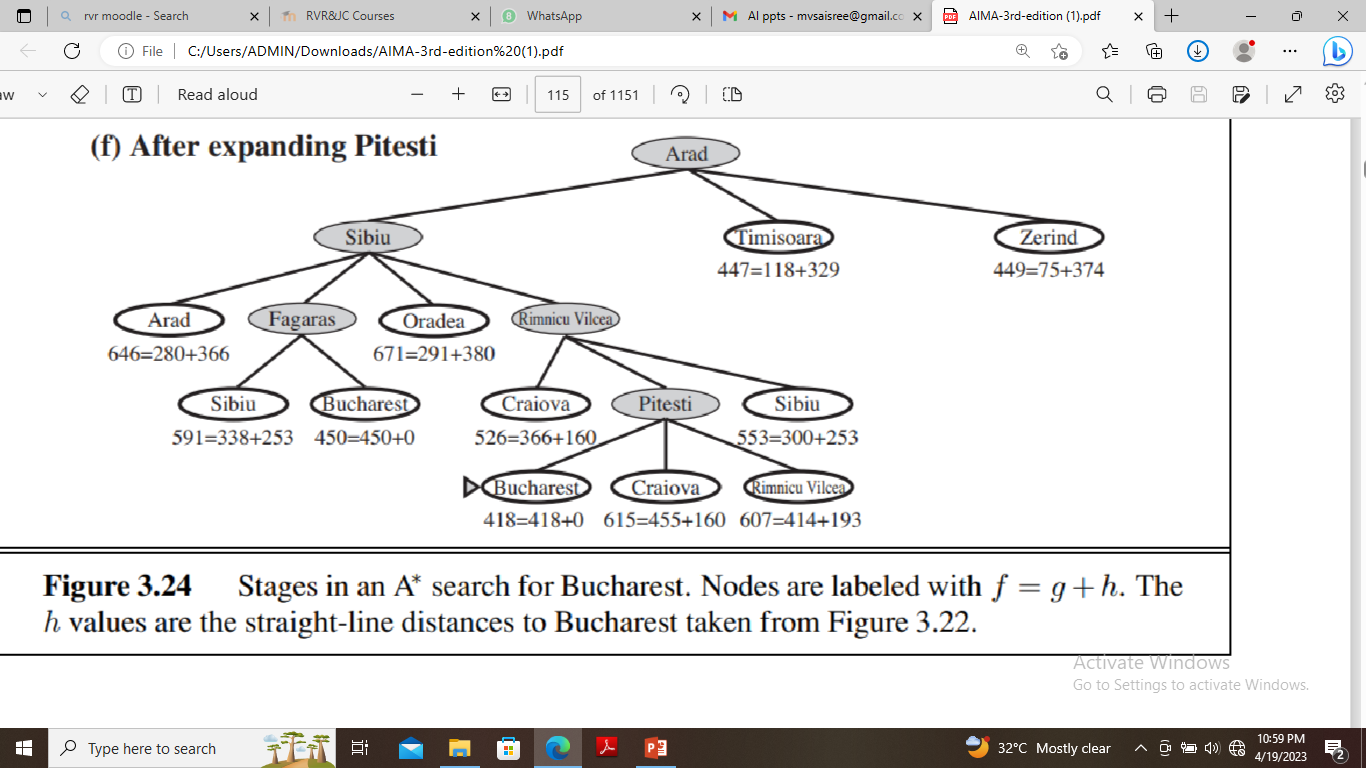 rvr moodle - Search
RVR&JC Courses
WhatsApp
AI ppts - mvsaisree@gmail.cc
AIMA-3rd-edition (1).pdf
File
C:/Users/ADMIN/Downloads/AIMA-3rd-edition%20(1).pdf
aw
Read aloud
115 of 1151
(f) After expanding Pitesti
Arad
Sibiu Timisoara Zerind
447=118+329 449=75+374
Arad Fagaras Oradea Rimnicu Vilcea
646=280+366 671=291+380
Sibiu Bucharest Craiova Pitesti Sibiu
591=338+253 450=450+0 526=366+160 553=300+253
Bucharest Craiova Rimnicu Vilcea
418=418+0 615=455+160 607=414+193
Figure 3.24 Stages in an A* search for Bucharest. Nodes are labeled with f = g + h. The
h values are the straight-line distances to Bucharest taken from Figure 3.22.
Activate Windows
Go to Settings to activate Windows.
Type here to search
32°C Mostly clear
10:59 PM
4/19/2023
2